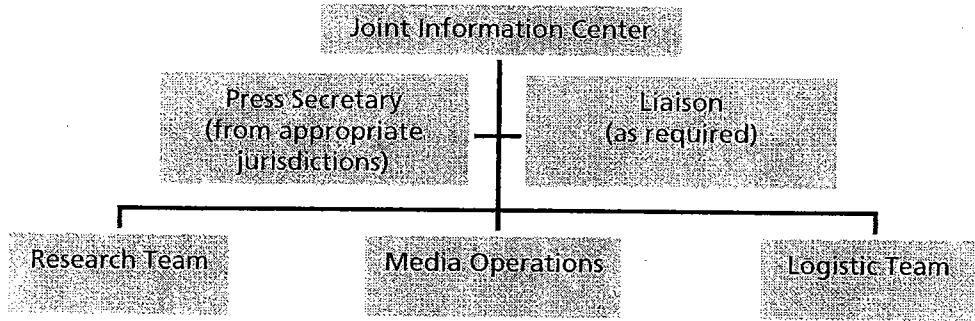 Joint Information Center
Press Secretary
(from appropriate
jurisdictions)
Liaison
(as required)
Research Team
Media Operations
Logistic Team